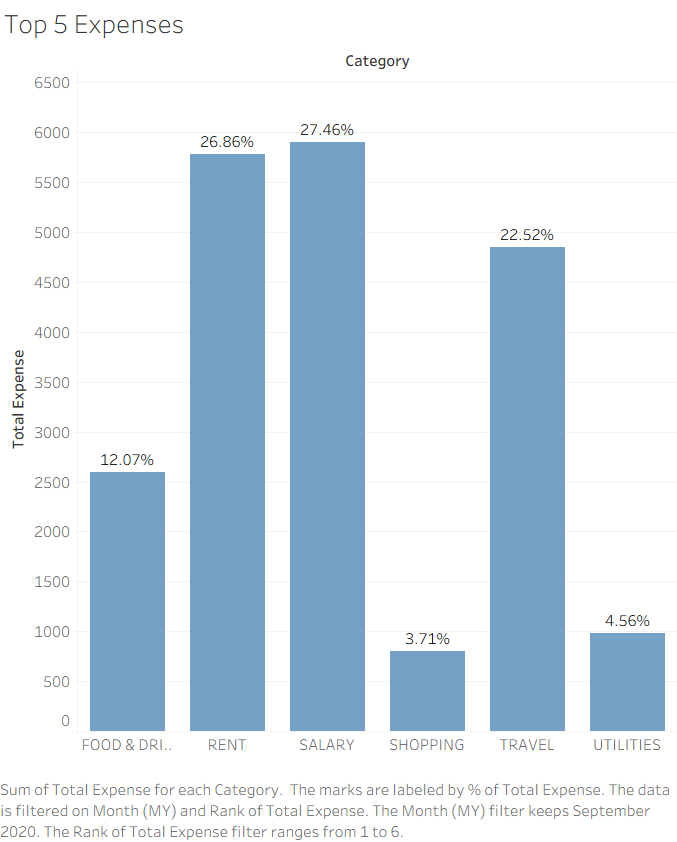 Top 5 Expenses
Category
Total Expense
6500
6000
5500
5000
4500
4000
3500
3000
2500
2000
1500
1000
500
0
12.07%
26.86%
27.46%
3.71%
22.52%
4.56%
FOOD & DRI..
RENT
SALARY
SHOPPING
TRAVEL
UTILITIES
Sum of Total Expense for each Category.  The marks are labeled by % of Total Expense. The data
is filtered on Month (MY) and Rank of Total Expense. The Month (MY) filter keeps September
2020. The Rank of Total Expense filter ranges from 1 to 6.